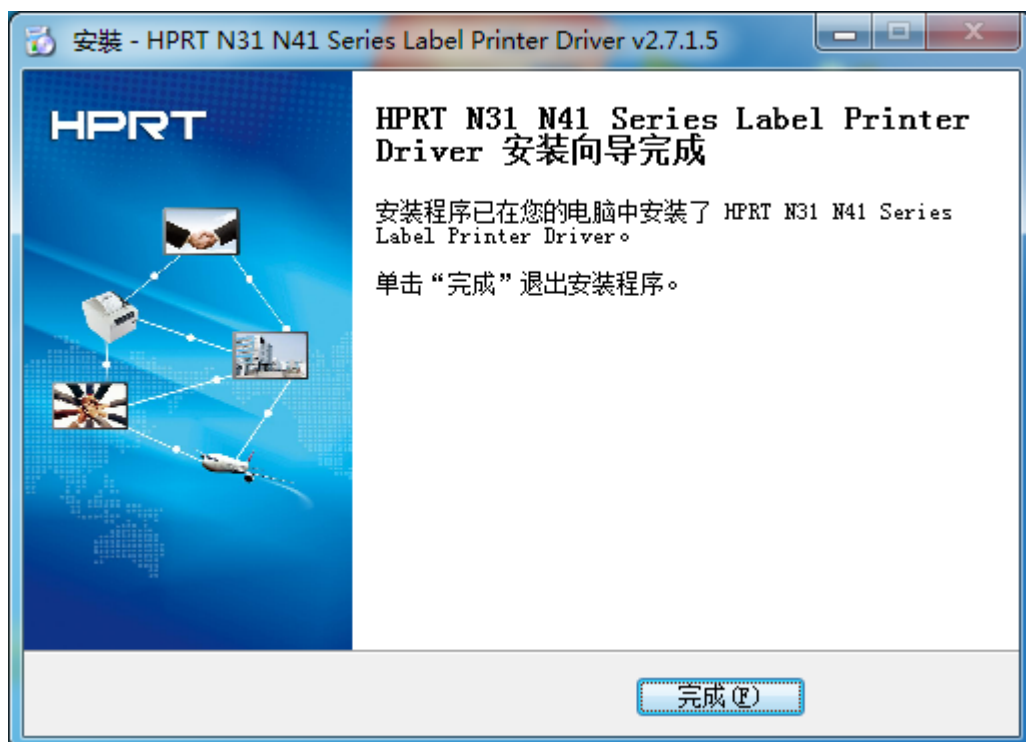 安裝 - HPRT N31 N41 Series Label Printer Driver v2.7.1.5
HPRT
HPRT N31 N41 Series Label Printer
Driver 安装向导完成
安装程序已在您的电脑中安装了 HPRT N31 N41 Series
Label Printer Driver。
单击“完成”退出安装程序。
完成(F)